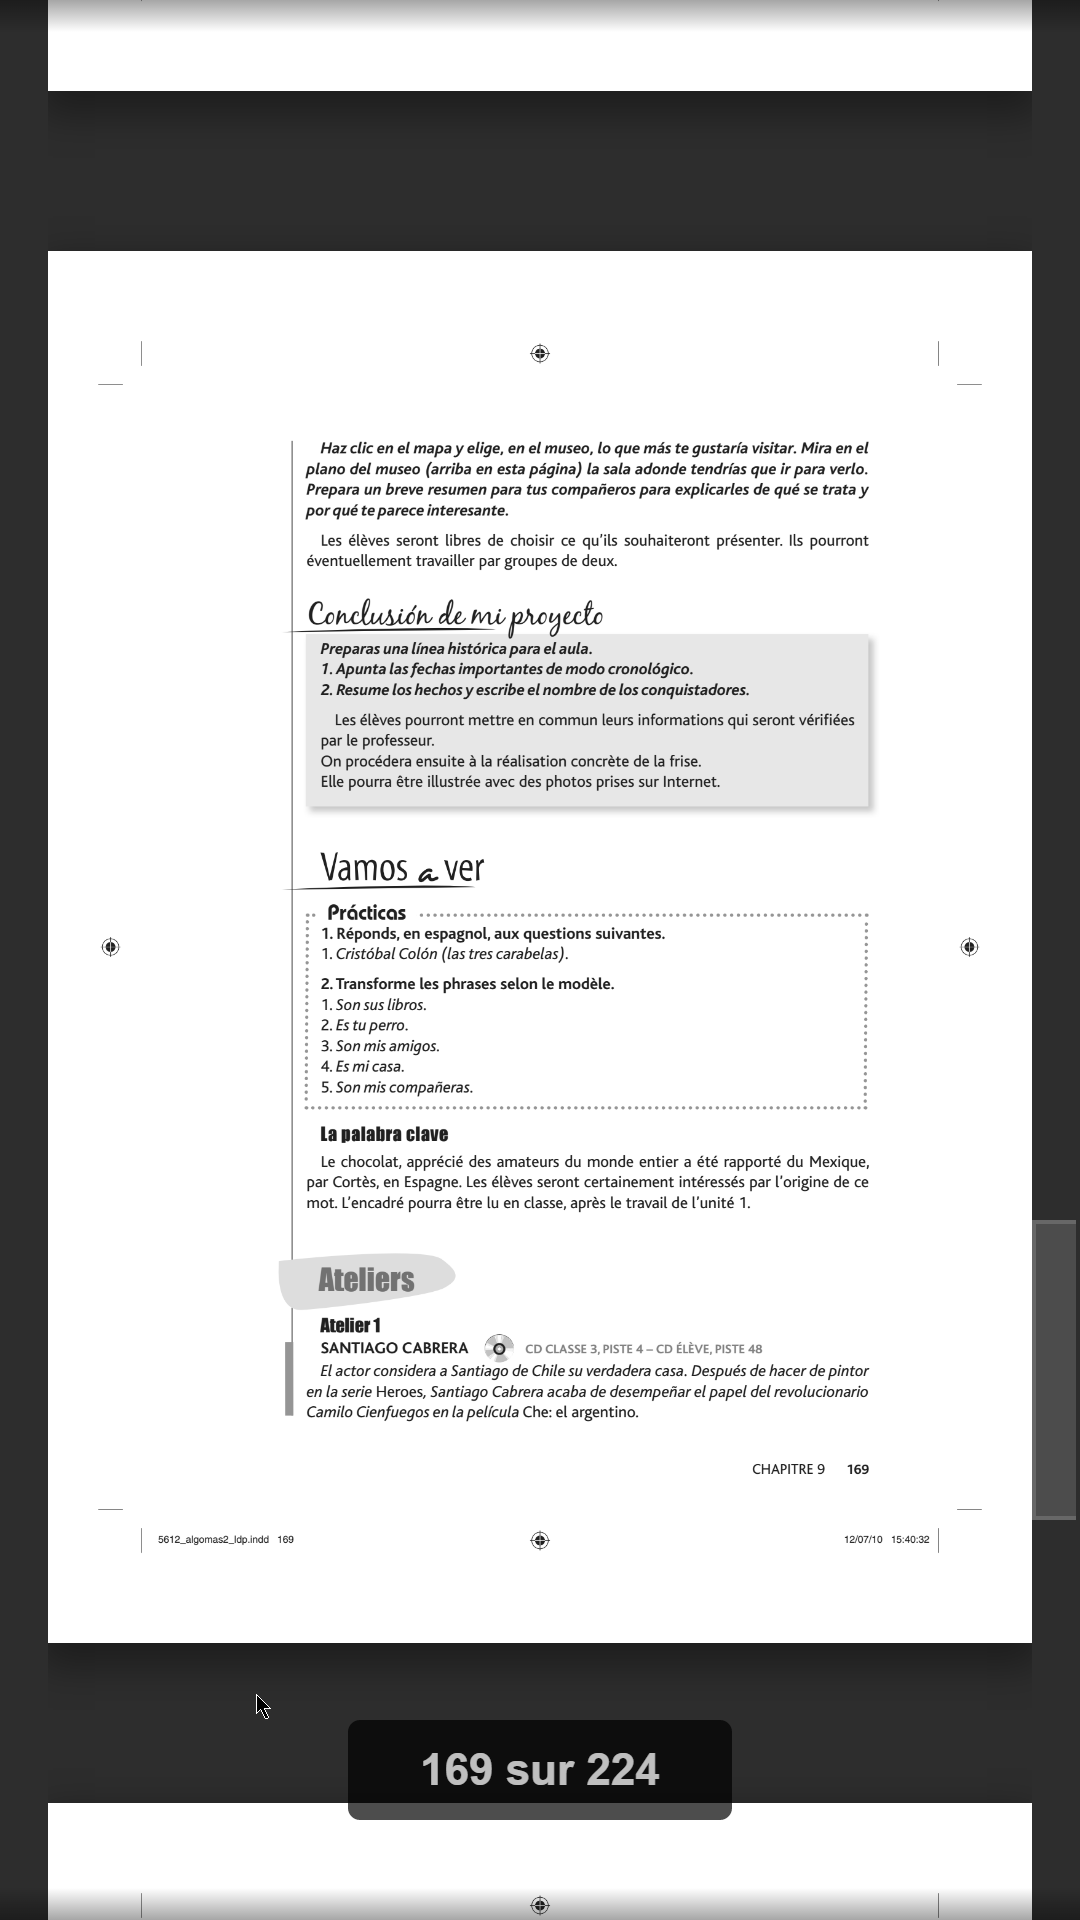 Haz clic en el mapa y elige, en el museo, lo que más te gustaría visitar. Mira en el
plano del museo (arriba en esta página) la sala adonde tendrías que ir para verlo.
Prepara un breve resumen para tus compañeros para explicarles de qué se trata y
por qué te parece interesante.
Les élèves seront libres de choisir ce qu'ils souhaiteront présenter. Ils pourront
éventuellement travailler par groupes de deux.
Conclusión de mi proyecto
Preparas una línea histórica para el aula.
1. Apunta las fechas importantes de modo cronológico.
2. Resume los hechos y escribe el nombre de los conquistadores.
Les élèves pourront mettre en commun leurs informations qui seront vérifiées
par le professeur.
On procédera ensuite à la réalisation concrète de la frise.
Elle pourra être illustrée avec des photos prises sur Internet.
Vamos a ver
Prácticas
1. Réponds, en espagnol, aux questions suivantes.
1. Cristóbal Colón (las tres carabelas).
2. Transforme les phrases selon le modèle.
1. Son sus libros.
2. Es tu perro.
3. Son mis amigos.
4. Es mi casa.
5. Son mis compañeras.
La palabra clave
Le chocolat, apprécié des amateurs du monde entier a été rapporté du Mexique,
par Cortès, en Espagne. Les élèves seront certainement intéressés par l'origine de ce
mot. L'encadré pourra être lu en classe, après le travail de l'unité 1.
Ateliers
Atelier 1
SANTIAGO CABRERA CD CLASSE 3, PISTE 4 – CD ÉLÈVE, PISTE 48
El actor considera a Santiago de Chile su verdadera casa. Después de hacer de pintor
en la serie Heroes, Santiago Cabrera acaba de desempeñar el papel del revolucionario
Camilo Cienfuegos en la película Che: el argentino.
CHAPITRE 9 169
5612_algomas2_ldp.indd 169 12/07/10 15:40:32
169 sur 224